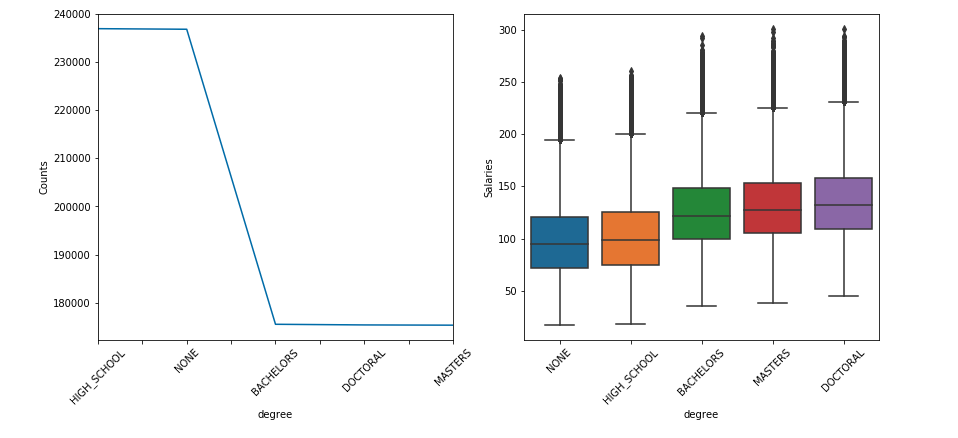 240000
230000
220000
210000
200000
190000
180000
Counts
HIGH_SCHOOL
NONE
BACHELORS
DOCTORAL
MASTERS
degree
300
250
200
150
100
50
Salaries
NONE
HIGH_SCHOOL
BACHELORS
MASTERS
DOCTORAL
degree